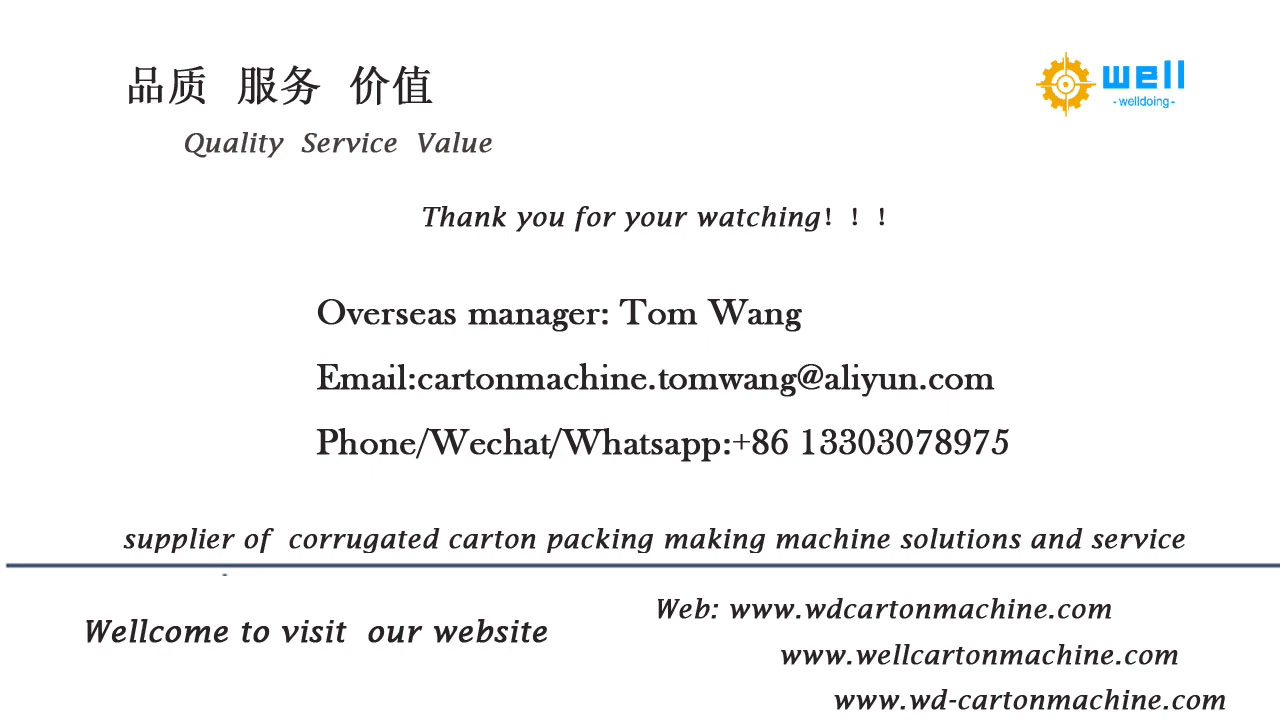 品质 服务 价值
well
-welldoing-
Quality Service Value
Thank you for your watching！！！
Overseas manager: Tom Wang
Email:cartonmachine.tomwang@aliyun.com
Phone/Wechat/Whatsapp:+86 13303078975
supplier of corrugated carton packing making machine solutions and service
Wellcome to visit our website
Web: www.wdcartonmachine.com
www.wellcartonmachine.com
www.wd-cartonmachine.com